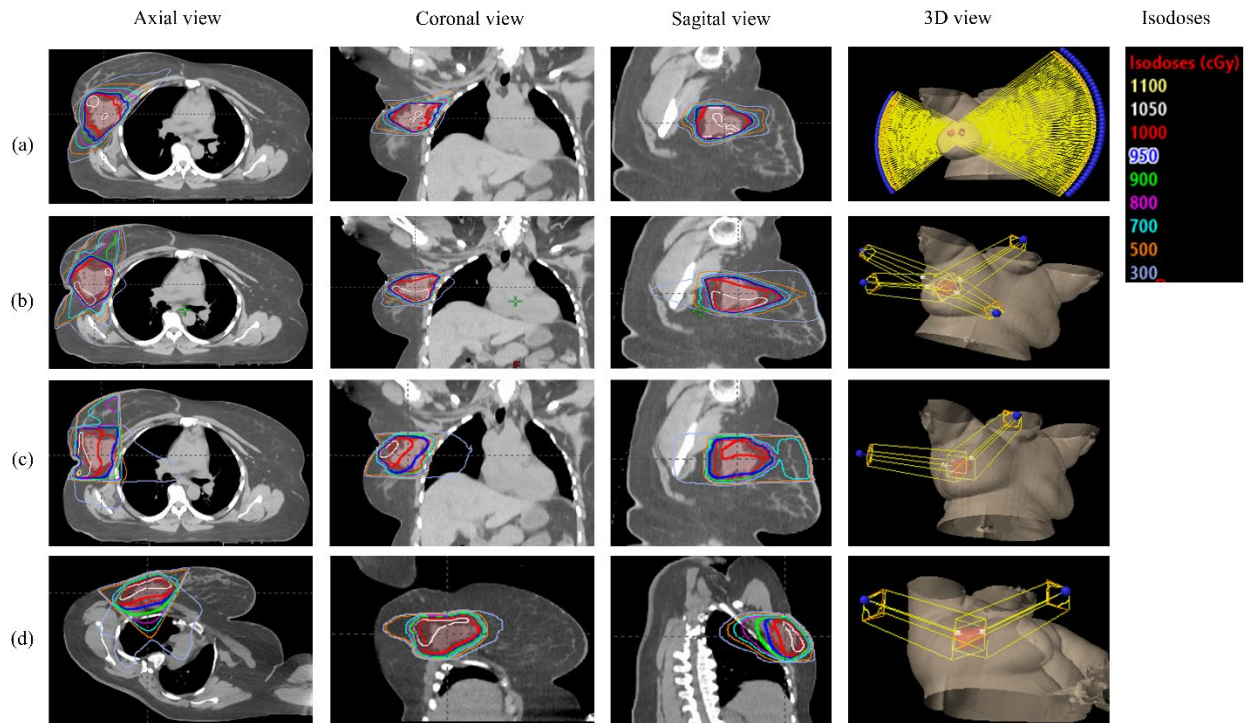 Axial view
Coronal view
Sagital view
3D view
Isodoses
(a)
(b)
(c)
(d)
Isodoses (cGy)
1100
1050
1000
950
900
800
700
500
300